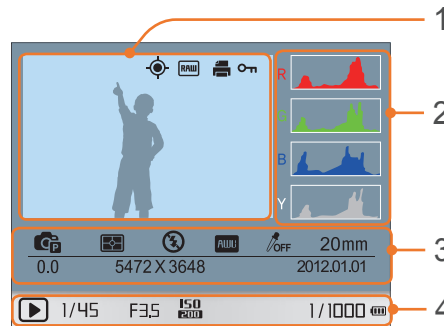 1
RAW
R
2
G
B
Y
P AWB OFF 20mm 3
0.0 5472 X 3648 2012.01.01
1/45 F3.5 ISO 200 1/1000 4